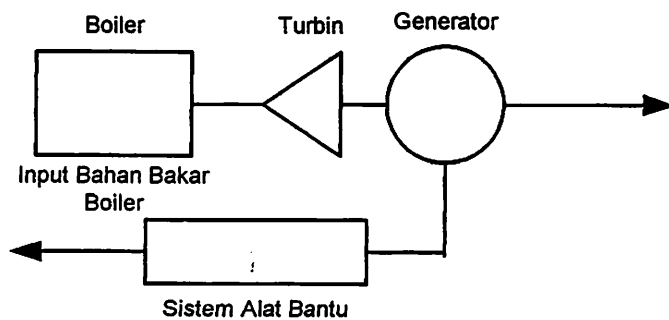 Boiler
Turbin
Generator
Input Bahan Bakar
Boiler
Sistem Alat Bantu